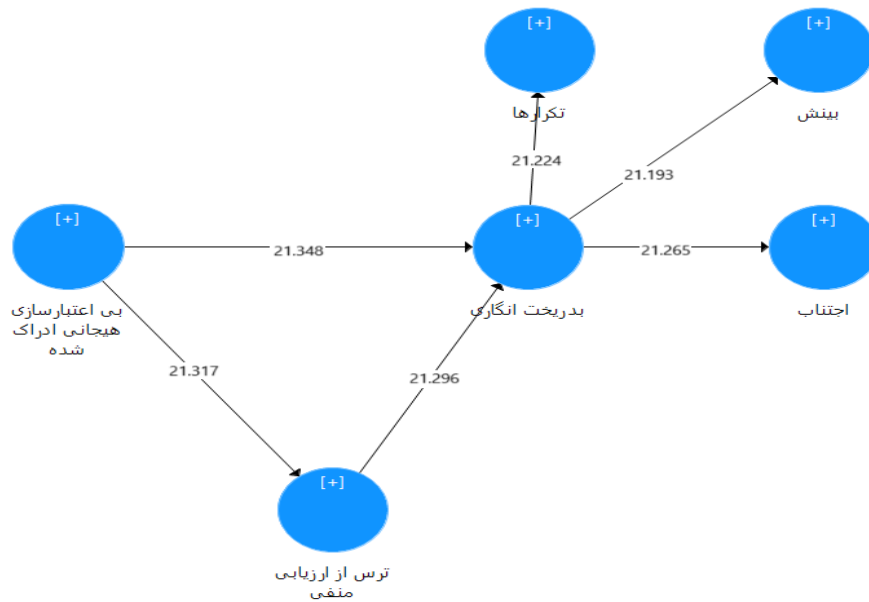 [+]
[+]
تکرارها
بینش
21.224
21.193
[+]
[+]
[+]
21.348
21.265
بی اعتبارسازی
هیجانی ادراک
شده
بدریخت انگاری
اجتناب
21.317
21.296
[+]
ترس از ارزیابی
منفی